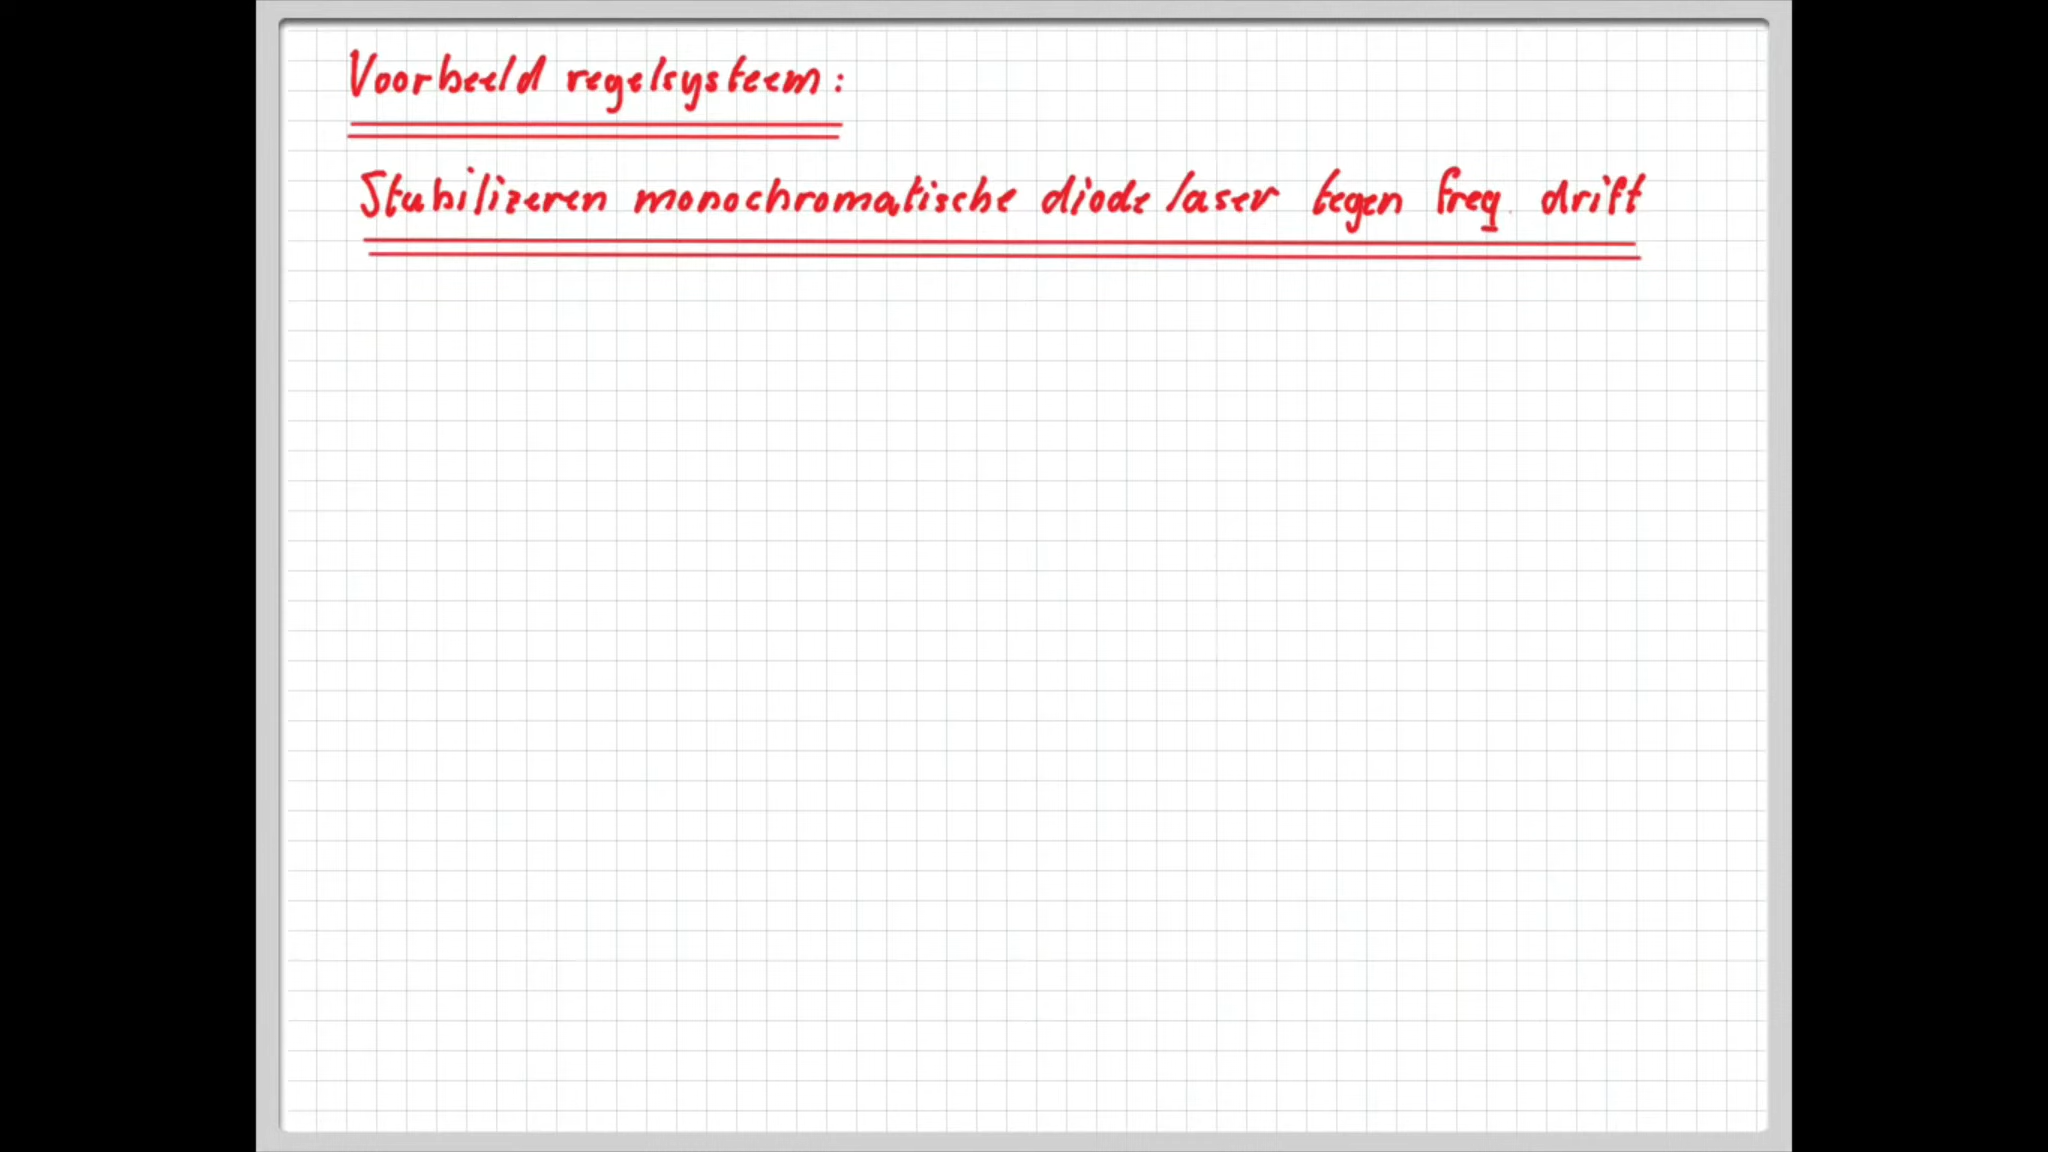 Voorbeeld regelsysteem:
Stabilizeren monochromatische diode laser tegen freq. drift